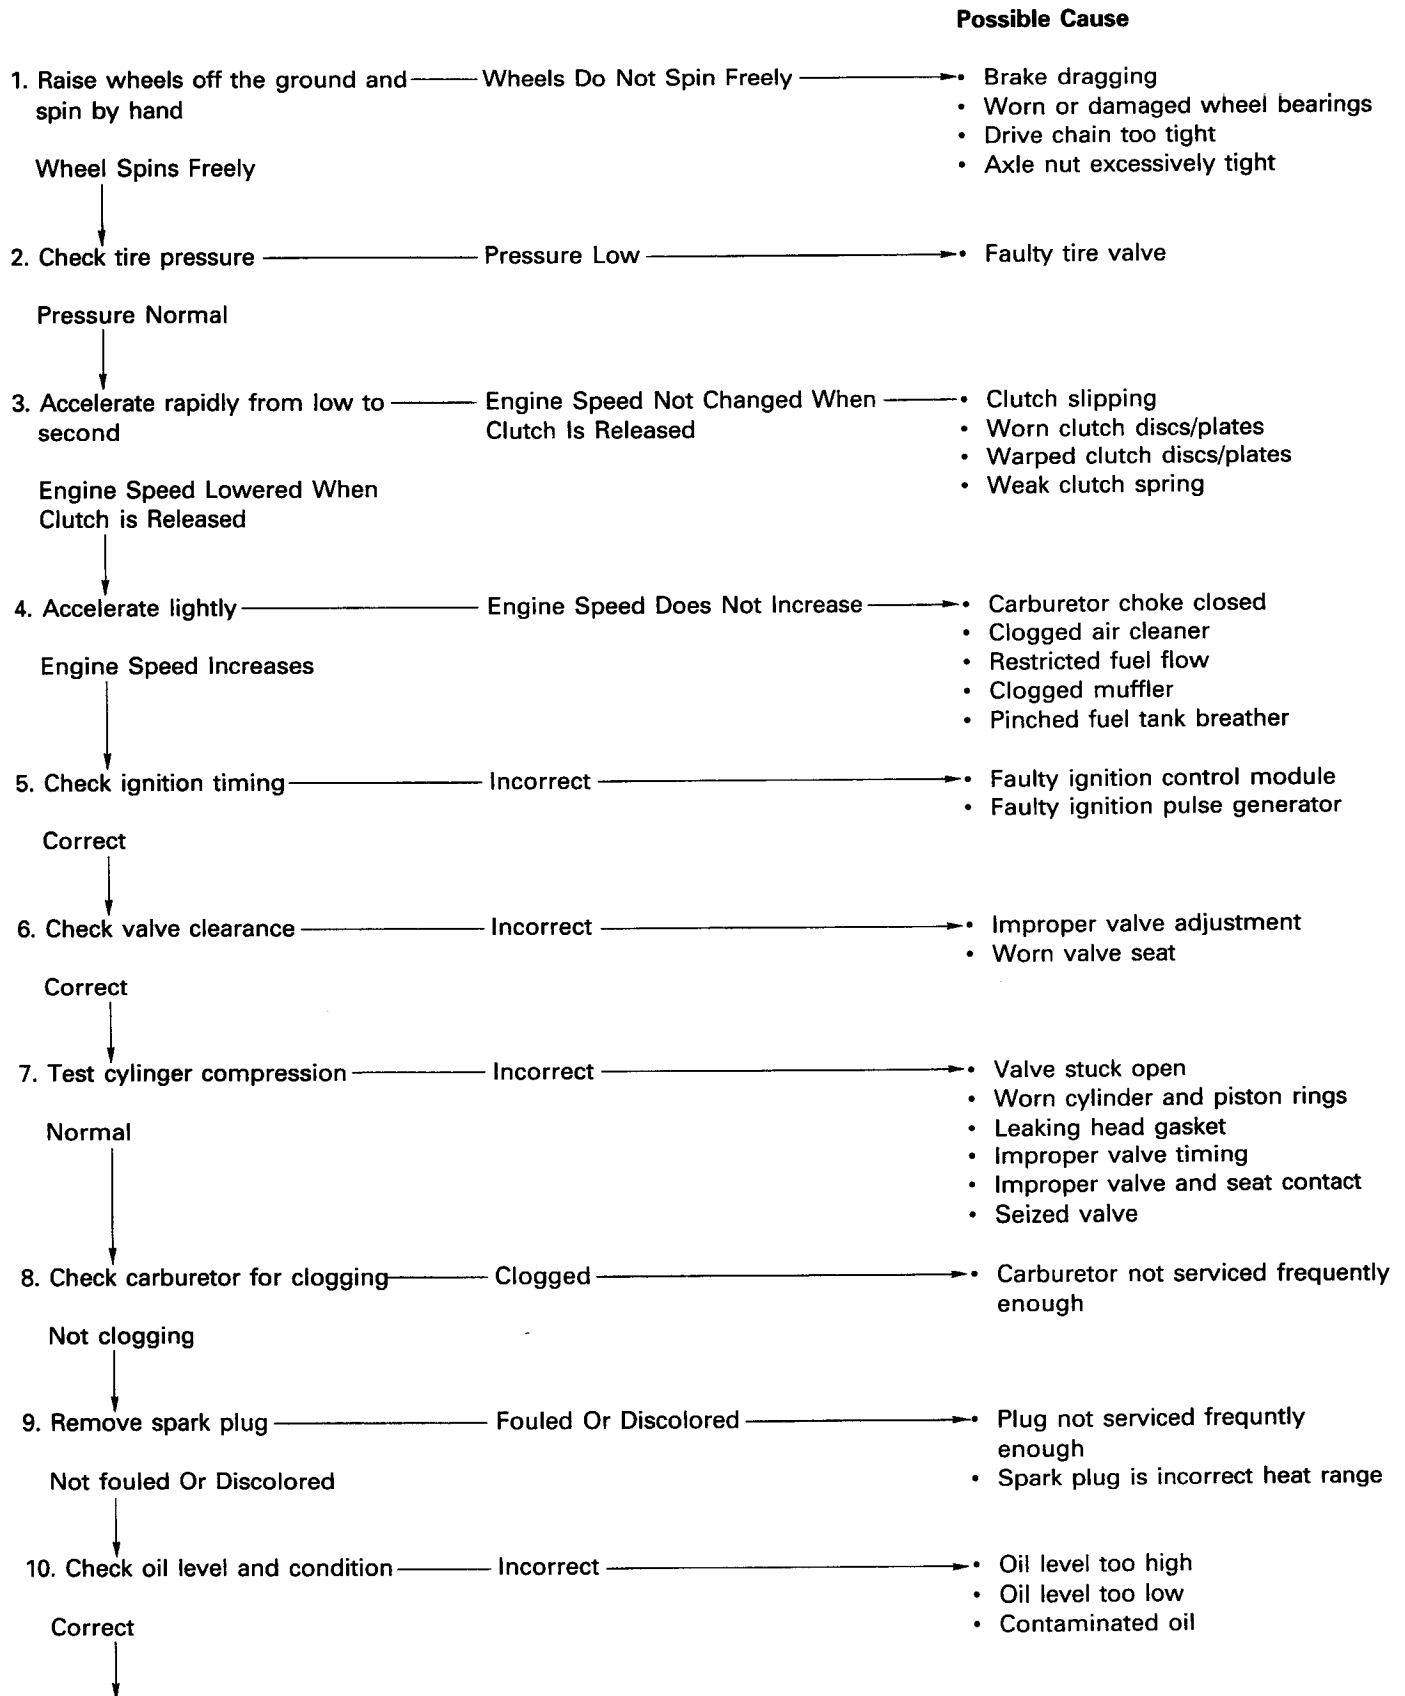 Possible Cause
1. Raise wheels off the ground and spin by hand
Wheels Do Not Spin Freely
• Brake dragging
• Worn or damaged wheel bearings
• Drive chain too tight
• Axle nut excessively tight
Wheel Spins Freely
2. Check tire pressure
Pressure Low
• Faulty tire valve
Pressure Normal
3. Accelerate rapidly from low to
second
Engine Speed Not Changed When
Clutch Is Released
• Clutch slipping
• Worn clutch discs/plates
• Warped clutch discs/plates
• Weak clutch spring
Engine Speed Lowered When
Clutch is Released
4. Accelerate lightly
Engine Speed Does Not Increase
• Carburetor choke closed
• Clogged air cleaner
• Restricted fuel flow
• Clogged muffler
• Pinched fuel tank breather
Engine Speed Increases
5. Check ignition timing
Incorrect
• Faulty ignition control module
• Faulty ignition pulse generator
Correct
6. Check valve clearance
Incorrect
• Improper valve adjustment
• Worn valve seat
Correct
7. Test cylinger compression
Incorrect
• Valve stuck open
• Worn cylinder and piston rings
• Leaking head gasket
• Improper valve timing
• Improper valve and seat contact
• Seized valve
Normal
8. Check carburetor for clogging
Clogged
• Carburetor not serviced frequently
enough
Not clogging
9. Remove spark plug
Fouled Or Discolored
• Plug not serviced frequntly
enough
• Spark plug is incorrect heat range
Not fouled Or Discolored
10. Check oil level and condition
Incorrect
• Oil level too high
• Oil level too low
• Contaminated oil
Correct